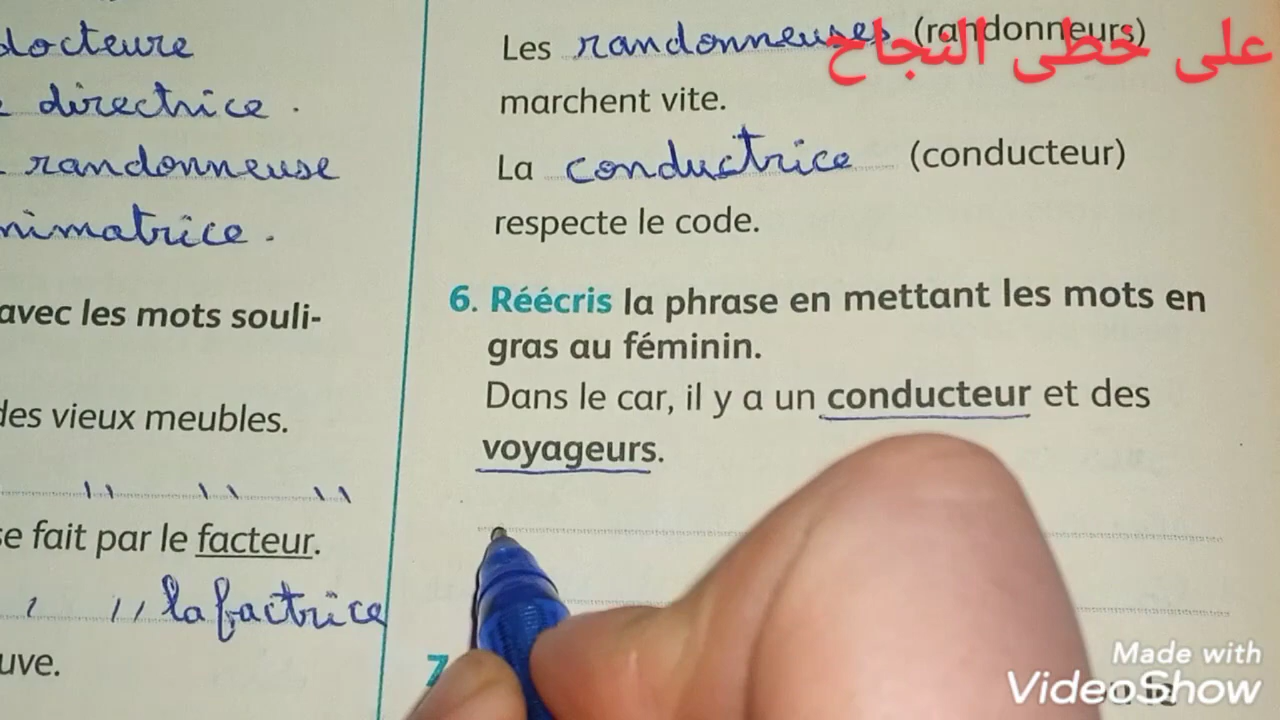 docteure
directrice.
randonneuse
nimatrice.
avec les mots souli-
des vieux meubles.
se fait par le facteur.
la factrice
uve.
على خطى النجاح
Les randonneuses (randonneurs)
marchent vite.
La conductrice (conducteur)
respecte le code.
6. Réécris la phrase en mettant les mots en
gras au féminin.
Dans le car, il y a un conducteur et des
voyageurs.
7
Made with
VideoShow